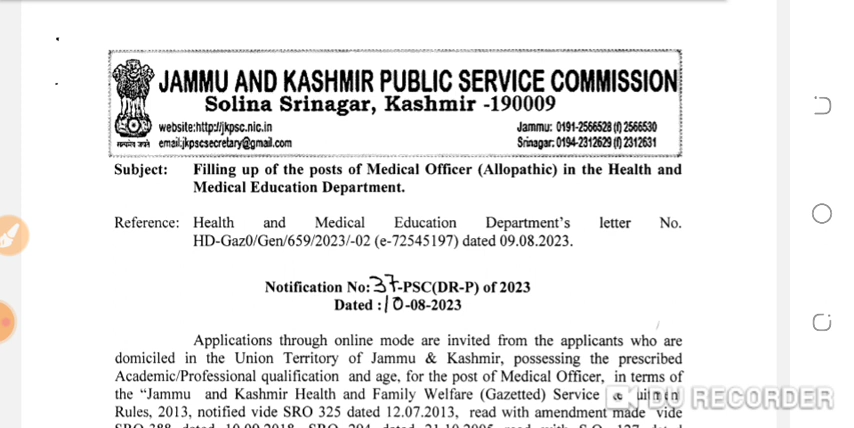 JAMMU AND KASHMIR PUBLIC SERVICE COMMISSION
Solina Srinagar, Kashmir -190009
website:http://jkpsc.nic.in
Jammu: 0191-2566528 (f) 2566530
सत्यमेव जयते
email.jkpscsecretary@gmail.com
Srinagar: 0194-2312629 (f) 2312631
Subject: Filling up of the posts of Medical Officer (Allopathic) in the Health and
Medical Education Department.
Reference: Health and Medical Education Department's letter No.
HD-Gaz0/Gen/659/2023/-02 (e-72545197) dated 09.08.2023.
Notification No:37-PSC(DR-P) of 2023
Dated :10-08-2023
Applications through online mode are invited from the applicants who are
domiciled in the Union Territory of Jammu & Kashmir, possessing the prescribed
Academic/Professional qualification and age, for the post of Medical Officer, in terms of
the "Jammu and Kashmir Health and Family Welfare (Gazetted) Service
DU RECORDER
Rules, 2013, notified vide SRO 325 dated 12.07.2013, read with amendment made vide